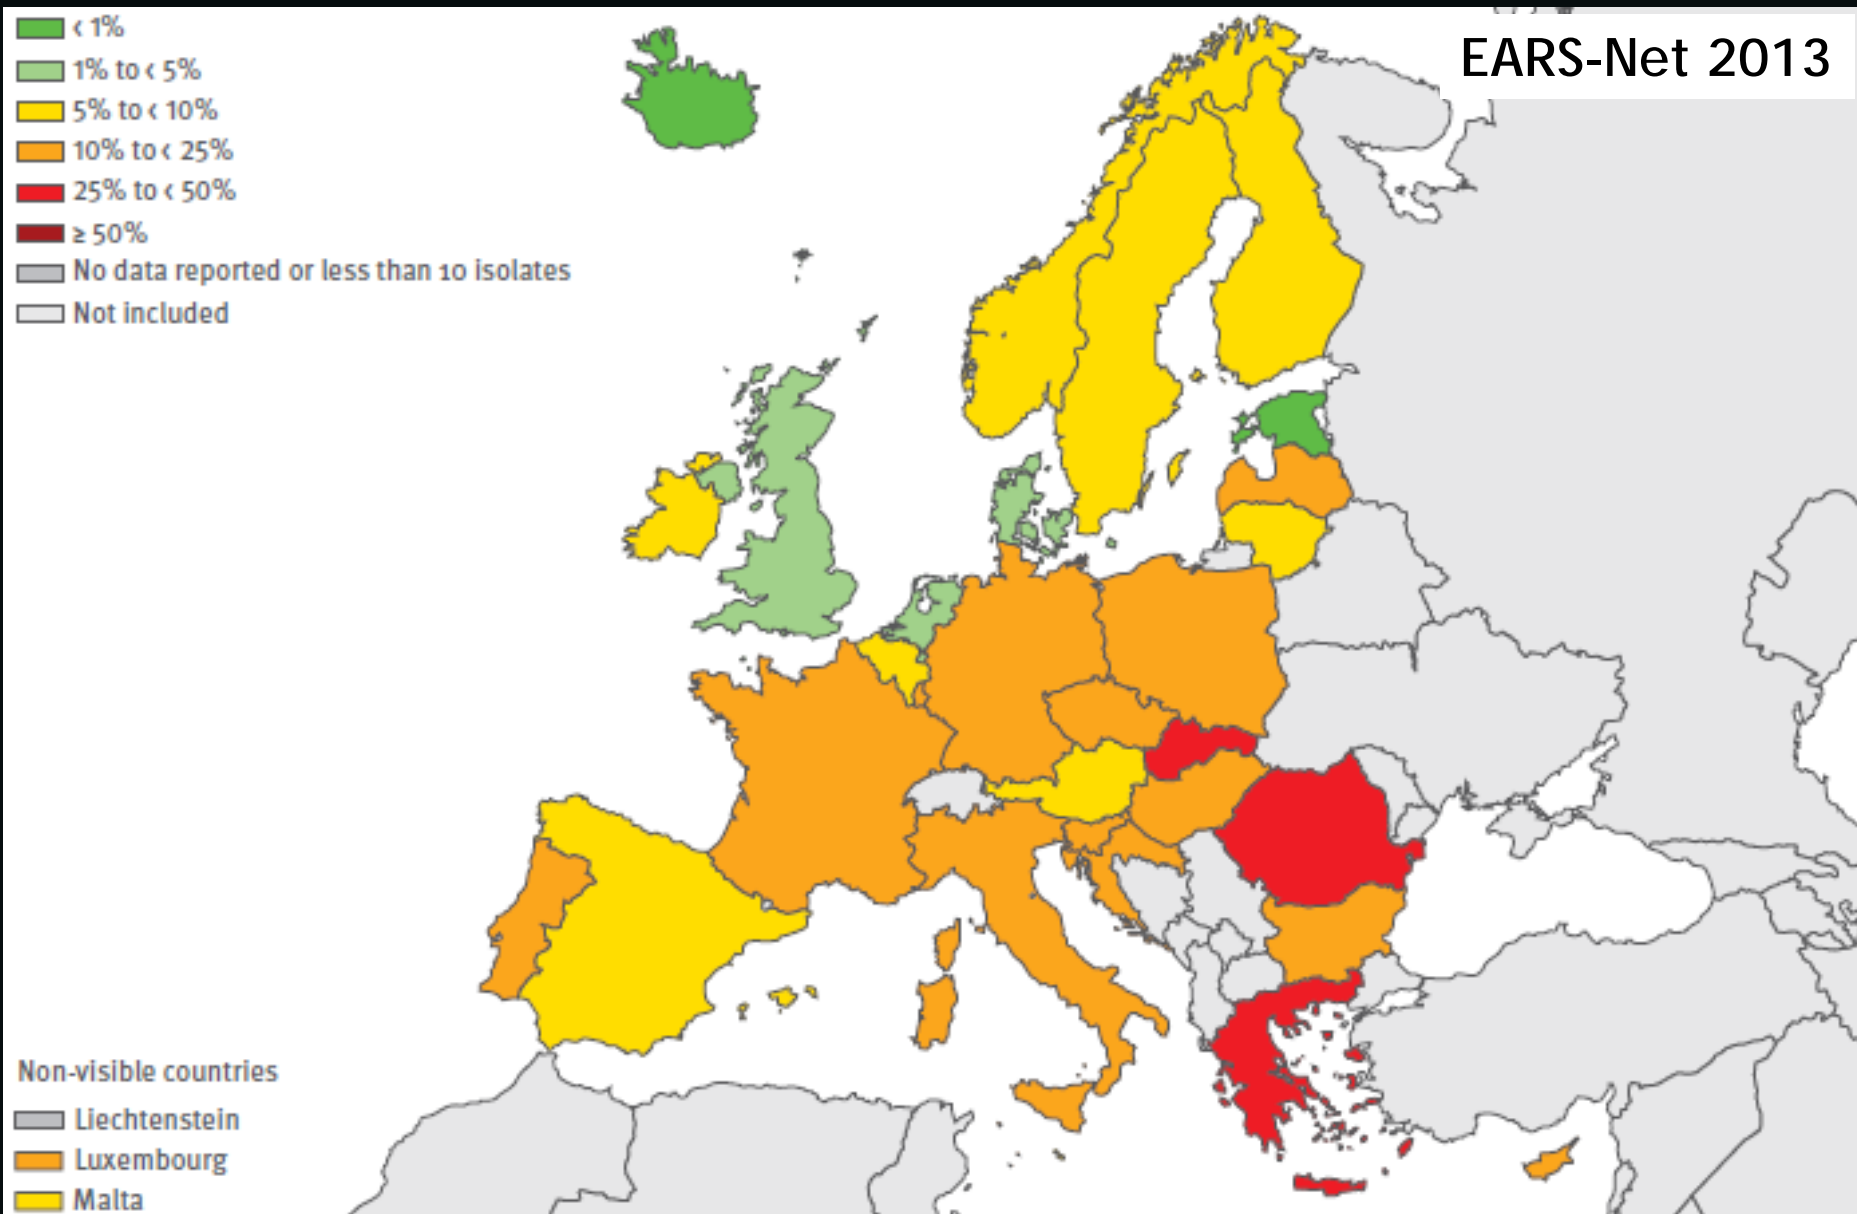 EARS-Net 2013
‹ 1%
1% to ‹ 5%
5% to ‹ 10%
10% to ‹ 25%
25% to ‹ 50%
≥ 50%
No data reported or less than 10 isolates
Not included
Non-visible countries
Liechtenstein
Luxembourg
Malta